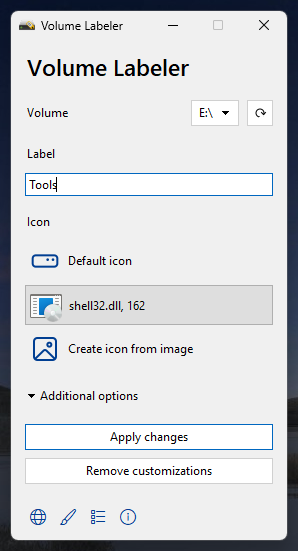 Volume Labeler
Volume Labeler
Volume
E:\
Label
Tools
Icon
Default icon
shell32.dll, 162
Create icon from image
Additional options
Apply changes
Remove customizations